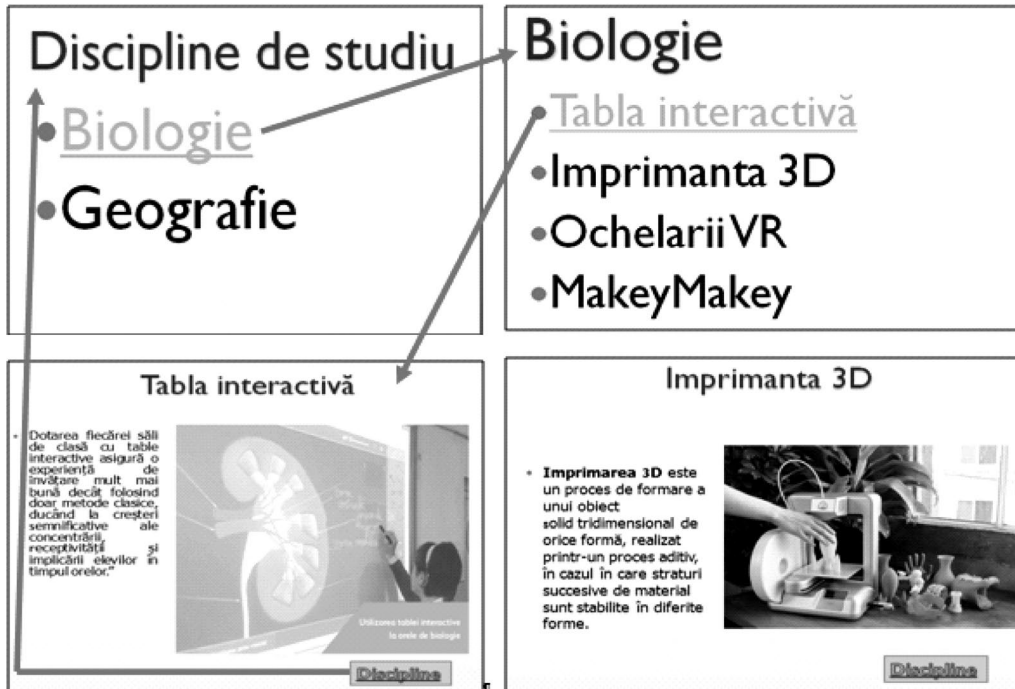 Discipline de studiu
•Biologie
•Geografie
Biologie
•Tabla interactivă
•Imprimanta 3D
•Ochelarii VR
•MakeyMakey
Tabla interactivă
• Dotarea fiecărei săli
de clasă cu table
interactive asigură o
experiență de
învățare mult mai
bună decât folosind
doar metode clasice,
ducând la creșteri
semnificative ale
concentrării,
receptivității și
implicării elevilor în
timpul orelor."
Utilizarea tablei interactive
la orele de biologie
Discipline
Imprimanta 3D
• Imprimarea 3D este
un proces de formare a
unui obiect
solid tridimensional de
orice formă, realizat
printr-un proces aditiv,
în cazul în care straturi
succesive de material
sunt stabilite în diferite
forme.
Discipline